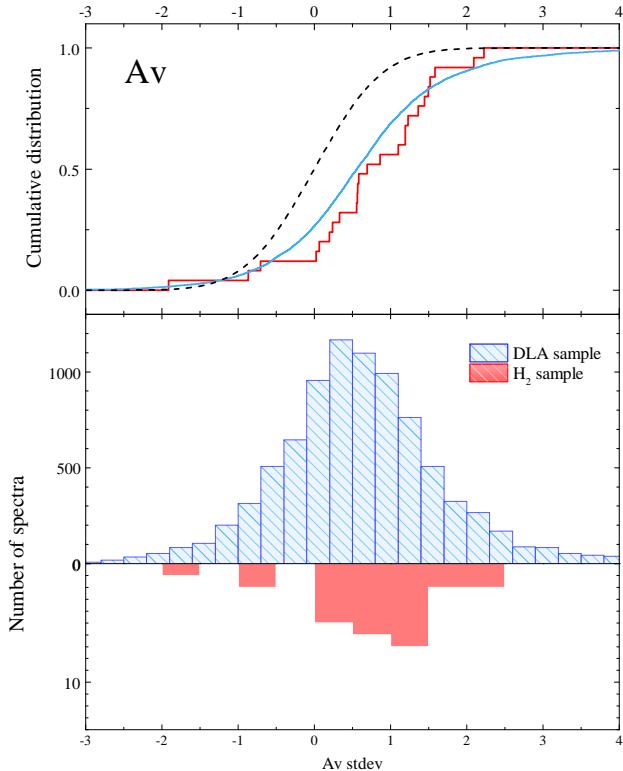 -3 -2 -1 0 1 2 3 4
Av
1.0
0.5
0.0
Cumulative distribution
DLA sample
H₂ sample
1000
500
0
0
10
Number of spectra
-3 -2 -1 0 1 2 3 4
Av stdev